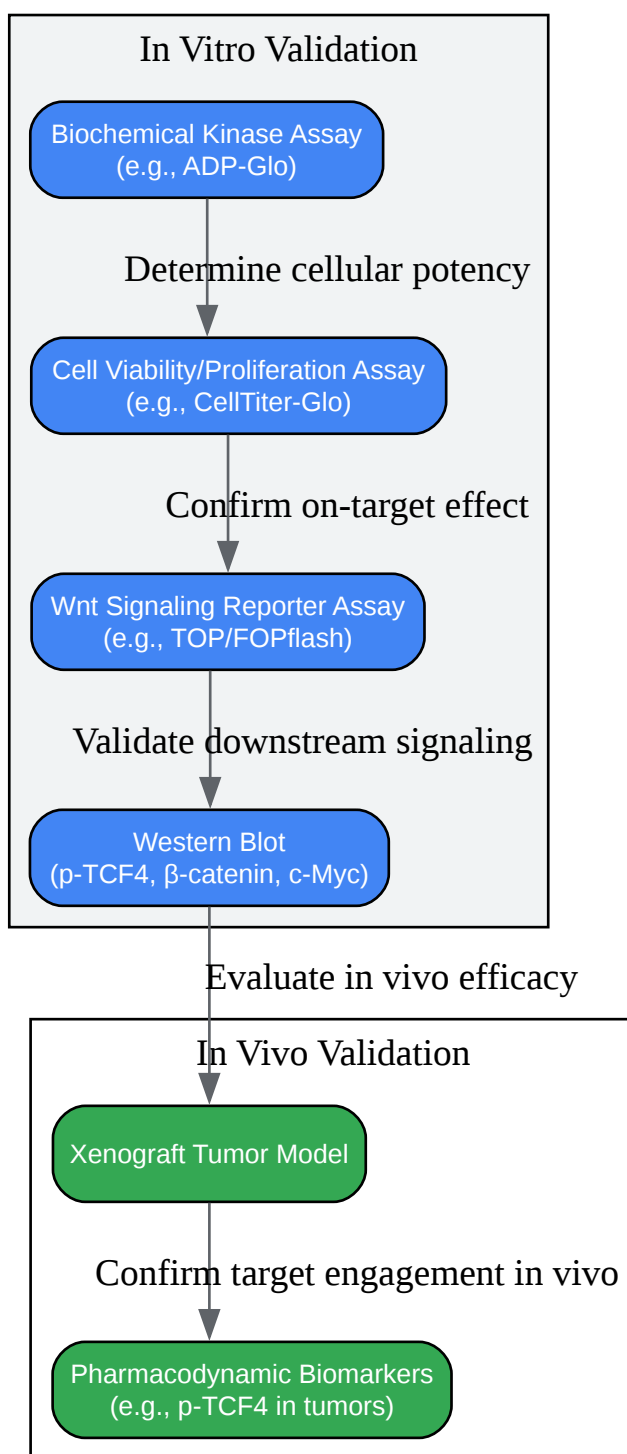 In Vitro Validation
Biochemical Kinase Assay
(e.g., ADP-Glo)
Determine cellular potency
Cell Viability/Proliferation Assay
(e.g., CellTiter-Glo)
Confirm on-target effect
Wnt Signaling Reporter Assay
(e.g., TOP/FOPflash)
Validate downstream signaling
Western Blot
(p-TCF4, β-catenin, c-Myc)
Evaluate in vivo efficacy
In Vivo Validation
Xenograft Tumor Model
Confirm target engagement in vivo
Pharmacodynamic Biomarkers
(e.g., p-TCF4 in tumors)